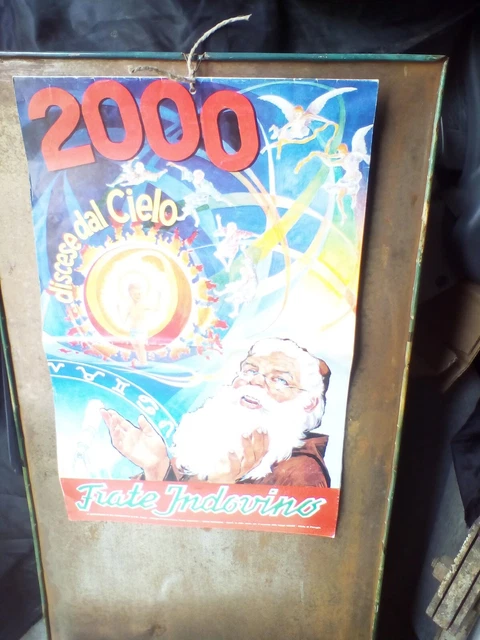 2000
discese dal Cielo
Frate Indovino